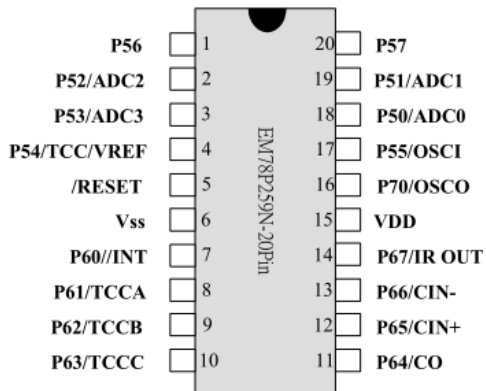 P56 1 20 P57
P52/ADC2 2 19 P51/ADC1
P53/ADC3 3 18 P50/ADC0
P54/TCC/VREF 4 17 P55/OSCI
/RESET 5 16 P70/OSCO
Vss 6 15 VDD
P60//INT 7 14 P67/IR OUT
P61/TCCA 8 13 P66/CIN-
P62/TCCB 9 12 P65/CIN+
P63/TCCC 10 11 P64/CO
EM78P259N-20Pin